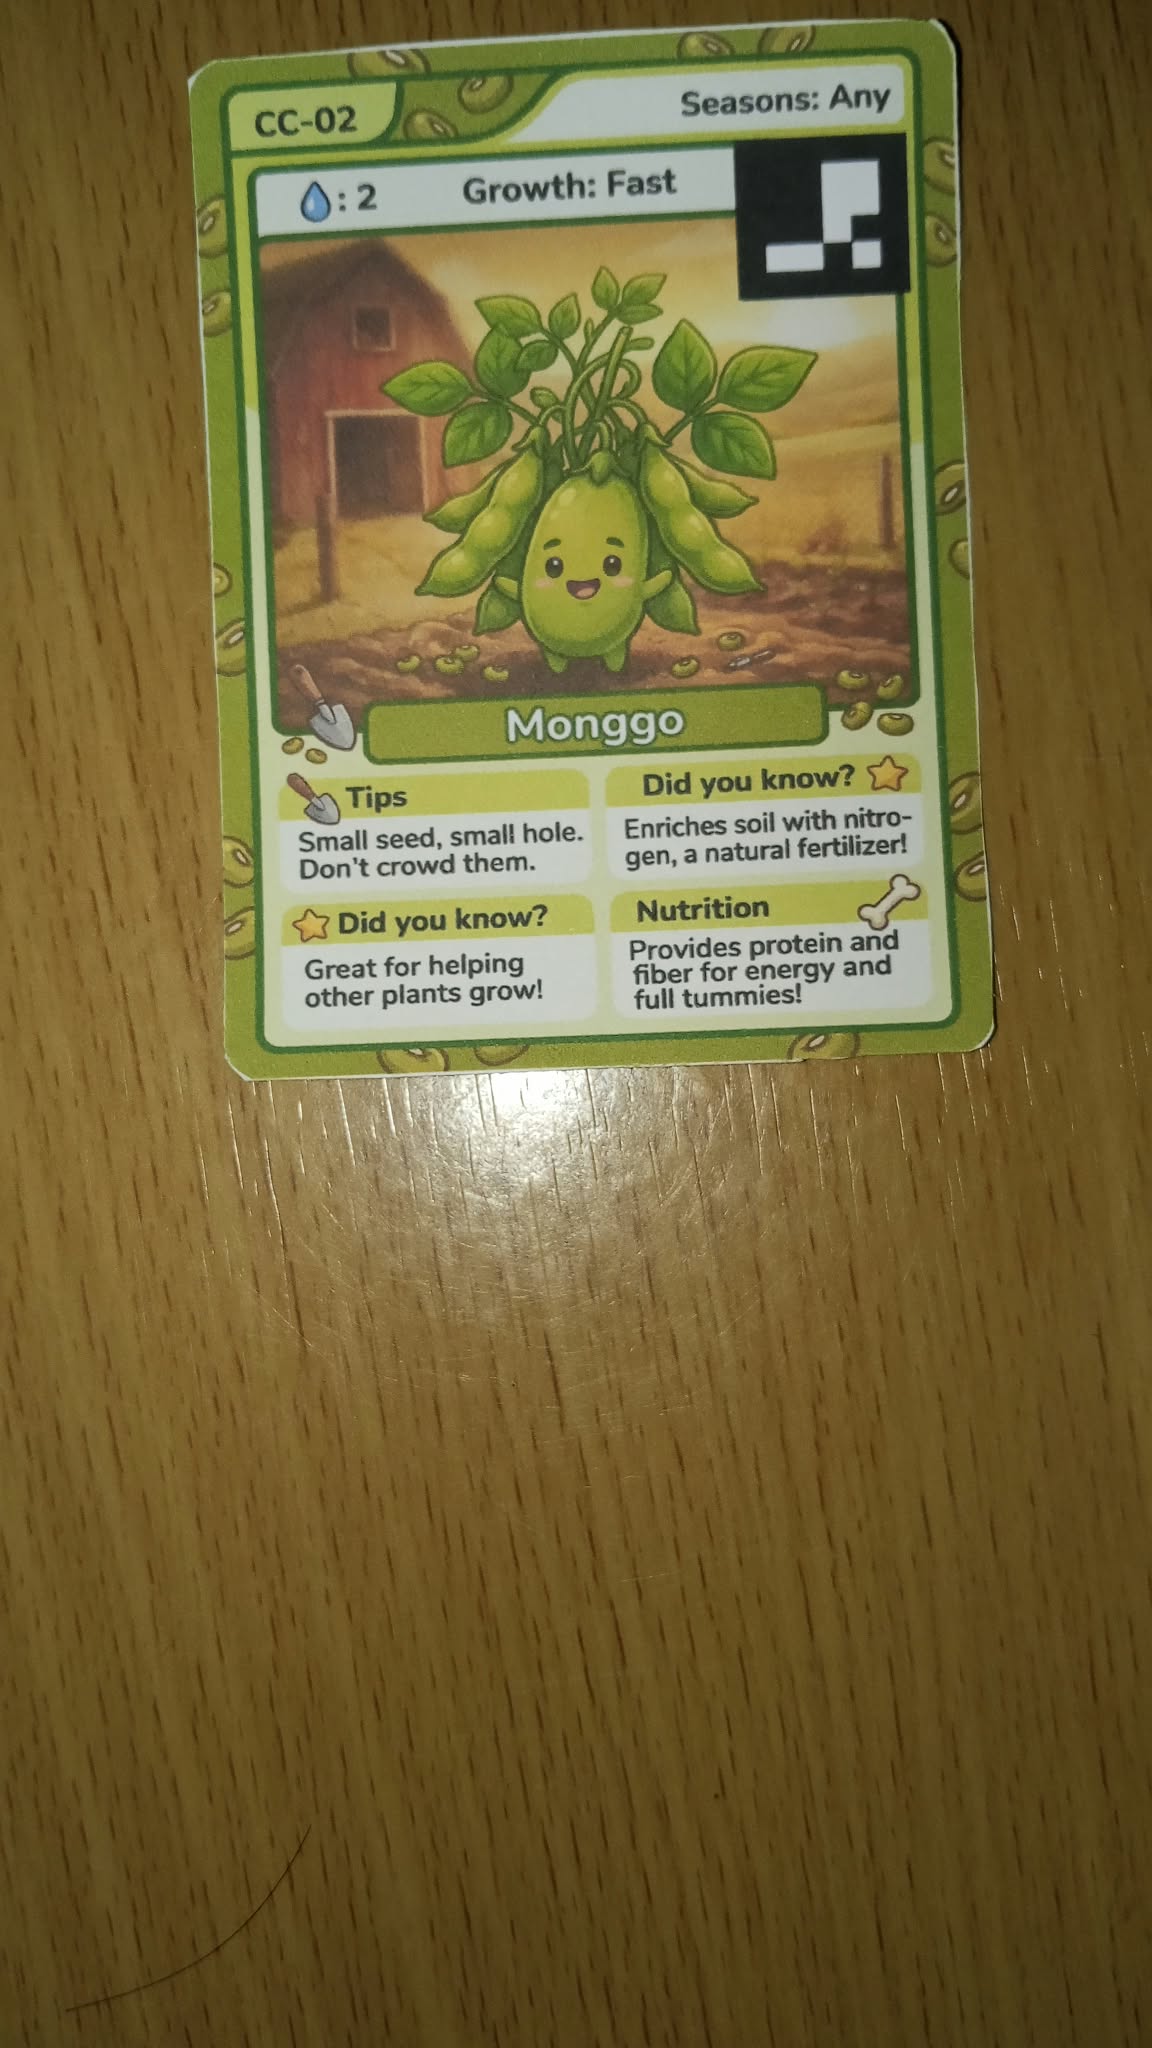 CC-02
Seasons: Any
: 2
Growth: Fast
Monggo
Tips
Small seed, small hole.
Don't crowd them.
Did you know?
Enriches soil with nitro-
gen, a natural fertilizer!
Did you know?
Great for helping
other plants grow!
Nutrition
Provides protein and
fiber for energy and
full tummies!